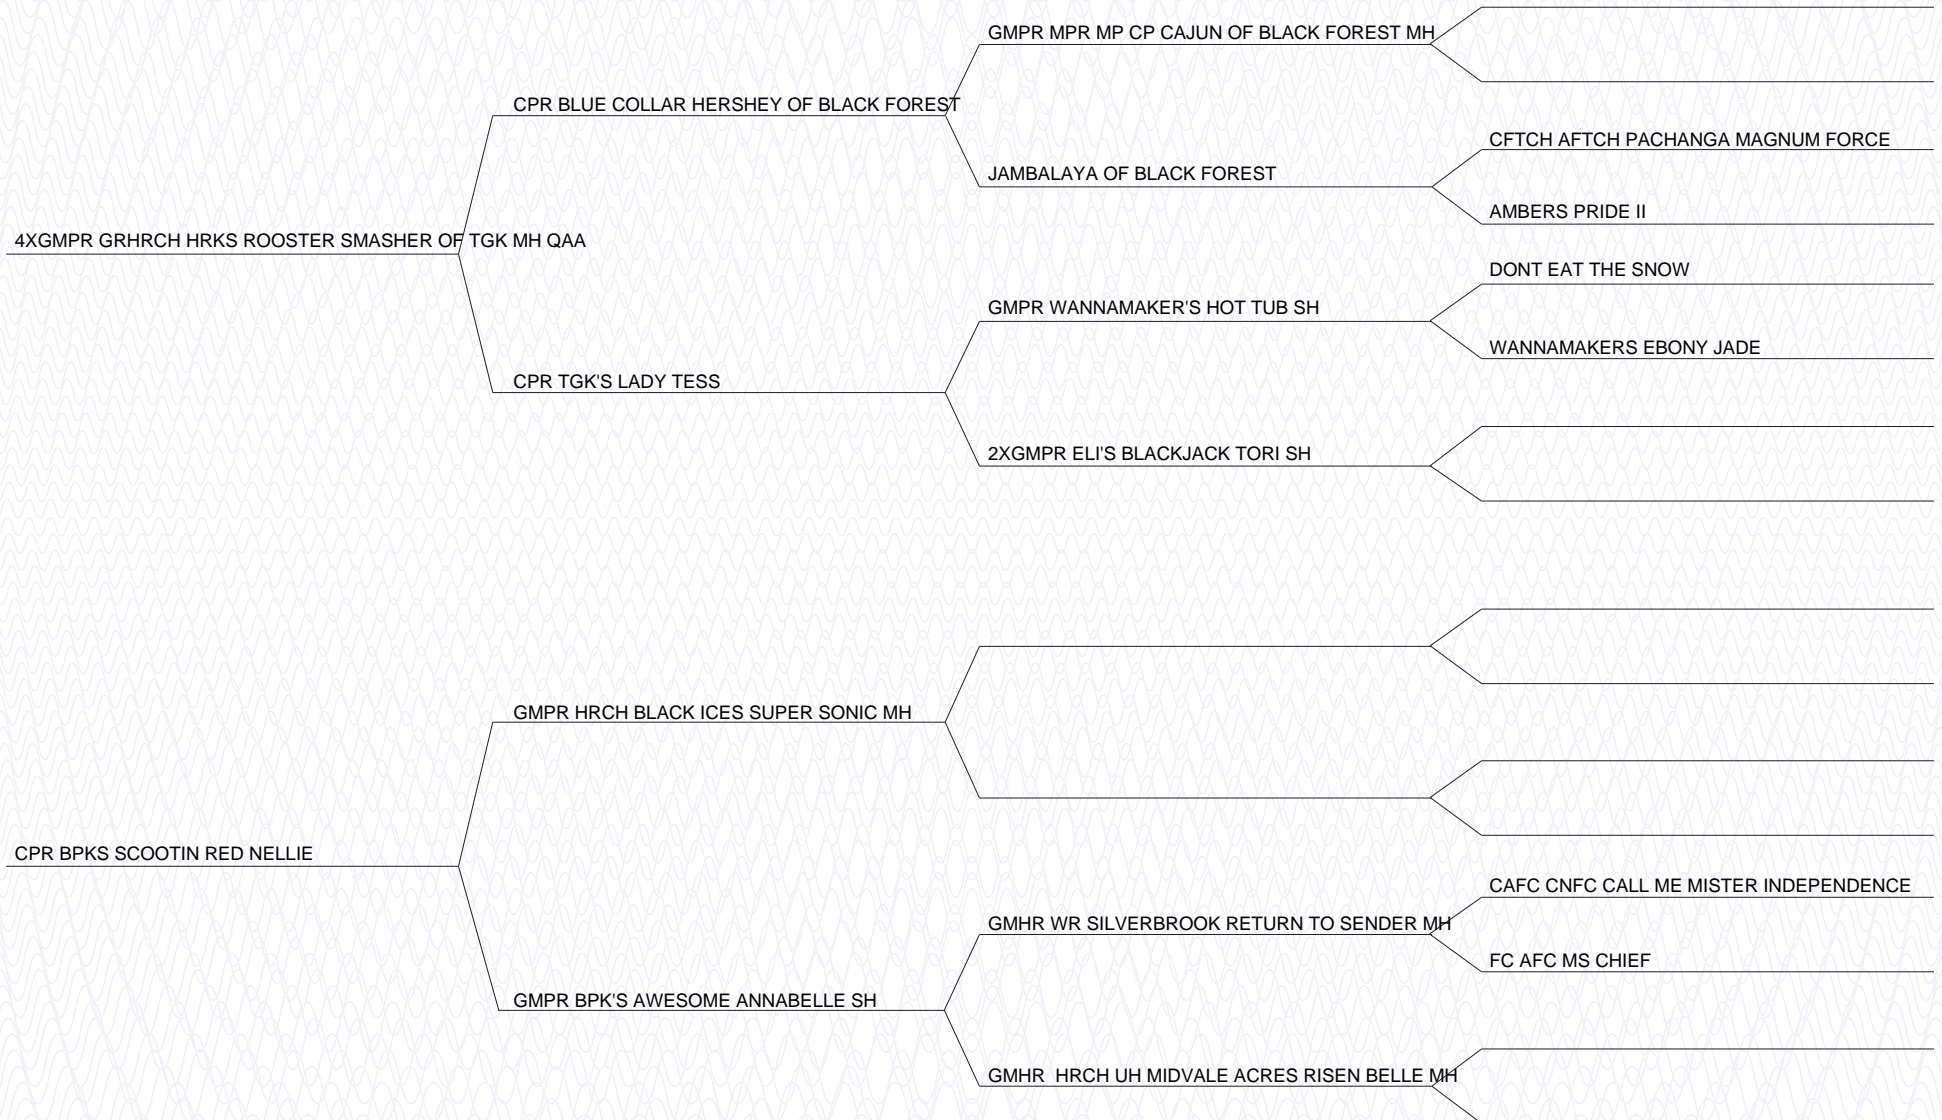 GMPR MPR MP CP CAJUN OF BLACK FOREST MH
CPR BLUE COLLAR HERSHEY OF BLACK FOREST
CFTCH AFTCH PACHANGA MAGNUM FORCE
JAMBALAYA OF BLACK FOREST
AMBERS PRIDE II
4XGMPR GRHRCH HRKS ROOSTER SMASHER OF TGK MH QAA
DONT EAT THE SNOW
GMPR WANNAMAKER'S HOT TUB SH
WANNAMAKERS EBONY JADE
CPR TGK'S LADY TESS
2XGMPR ELI'S BLACKJACK TORI SH
GMPR HRCH BLACK ICES SUPER SONIC MH
CPR BPKS SCOOTIN RED NELLIE
CAFC CNFC CALL ME MISTER INDEPENDENCE
GMHR WR SILVERBROOK RETURN TO SENDER MH
FC AFC MS CHIEF
GMPR BPK'S AWESOME ANNABELLE SH
GMHR  HRCH UH MIDVALE ACRES RISEN BELLE MH